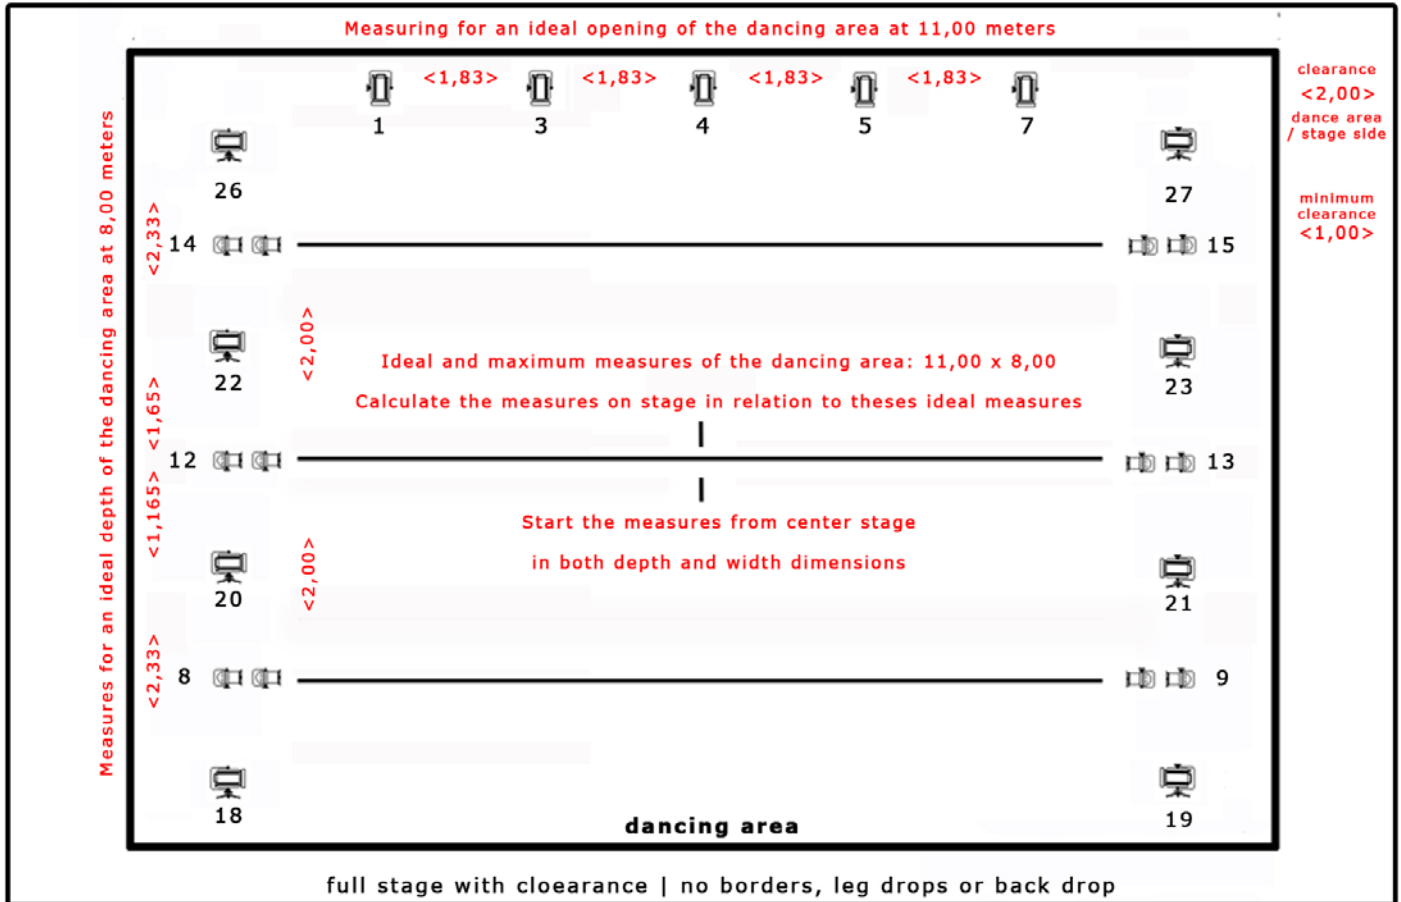 Measuring for an ideal opening of the dancing area at 11,00 meters
<1,83> <1,83> <1,83> <1,83>
1 3 4 5 7
clearance
<2,00>
dance area
/ stage side
minimum
clearance
<1,00>
Measures for an ideal depth of the dancing area at 8,00 meters
26 27
<2,33>
14 15
<2,00>
22 23
Ideal and maximum measures of the dancing area: 11,00 x 8,00
Calculate the measures on stage in relation to theses ideal measures
<1,65>
12 13
<1,165>
Start the measures from center stage
in both depth and width dimensions
<2,00>
20 21
<2,33>
8 9
18 19
dancing area
full stage with cloearance | no borders, leg drops or back drop